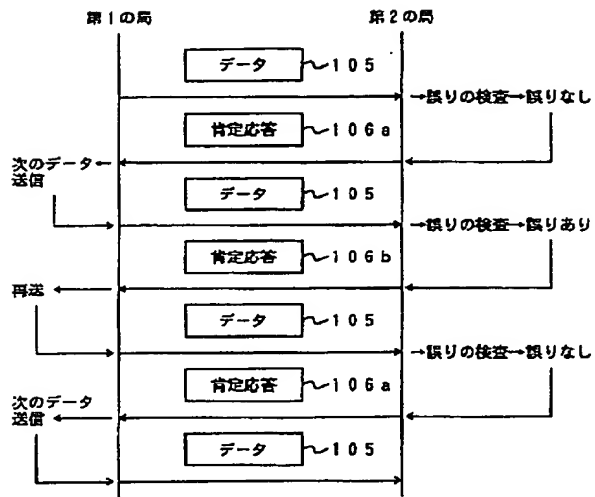 第1の局
第2の局
データ
105
→誤りの検査→誤りなし
肯定応答
106a
次のデータ
送信
データ
105
→誤りの検査→誤りあり
肯定応答
106b
再送
データ
105
→誤りの検査→誤りなし
肯定応答
106a
次のデータ
送信
データ
105